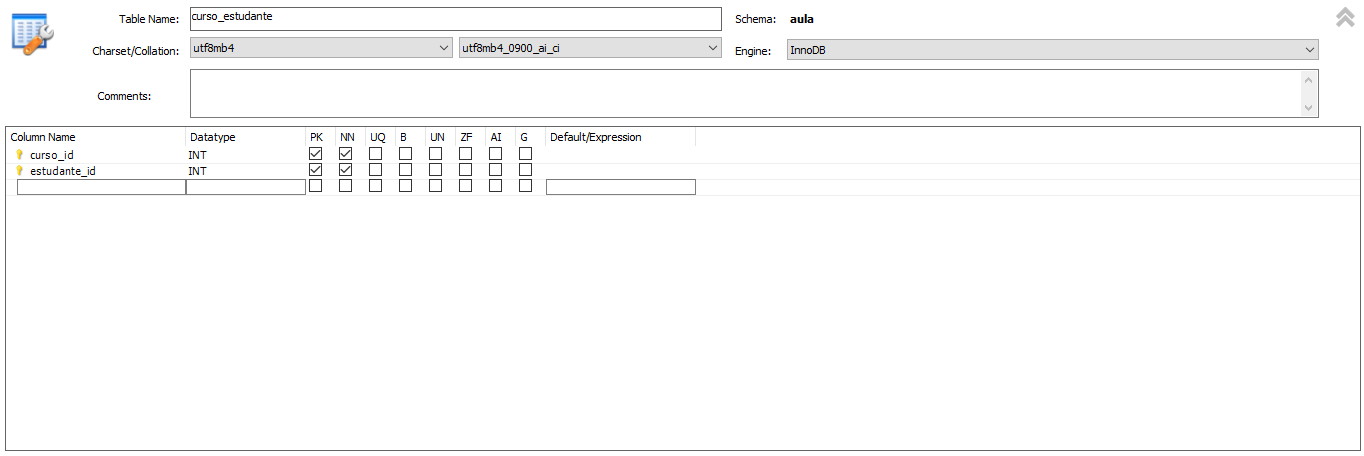 Table Name: curso_estudante Schema: aula
Charset/Collation: utf8mb4 utf8mb4_0900_ai_ci Engine: InnoDB
Comments:
Column Name Datatype PK NN UQ B UN ZF AI G Default/Expression
curso_id INT
estudante_id INT